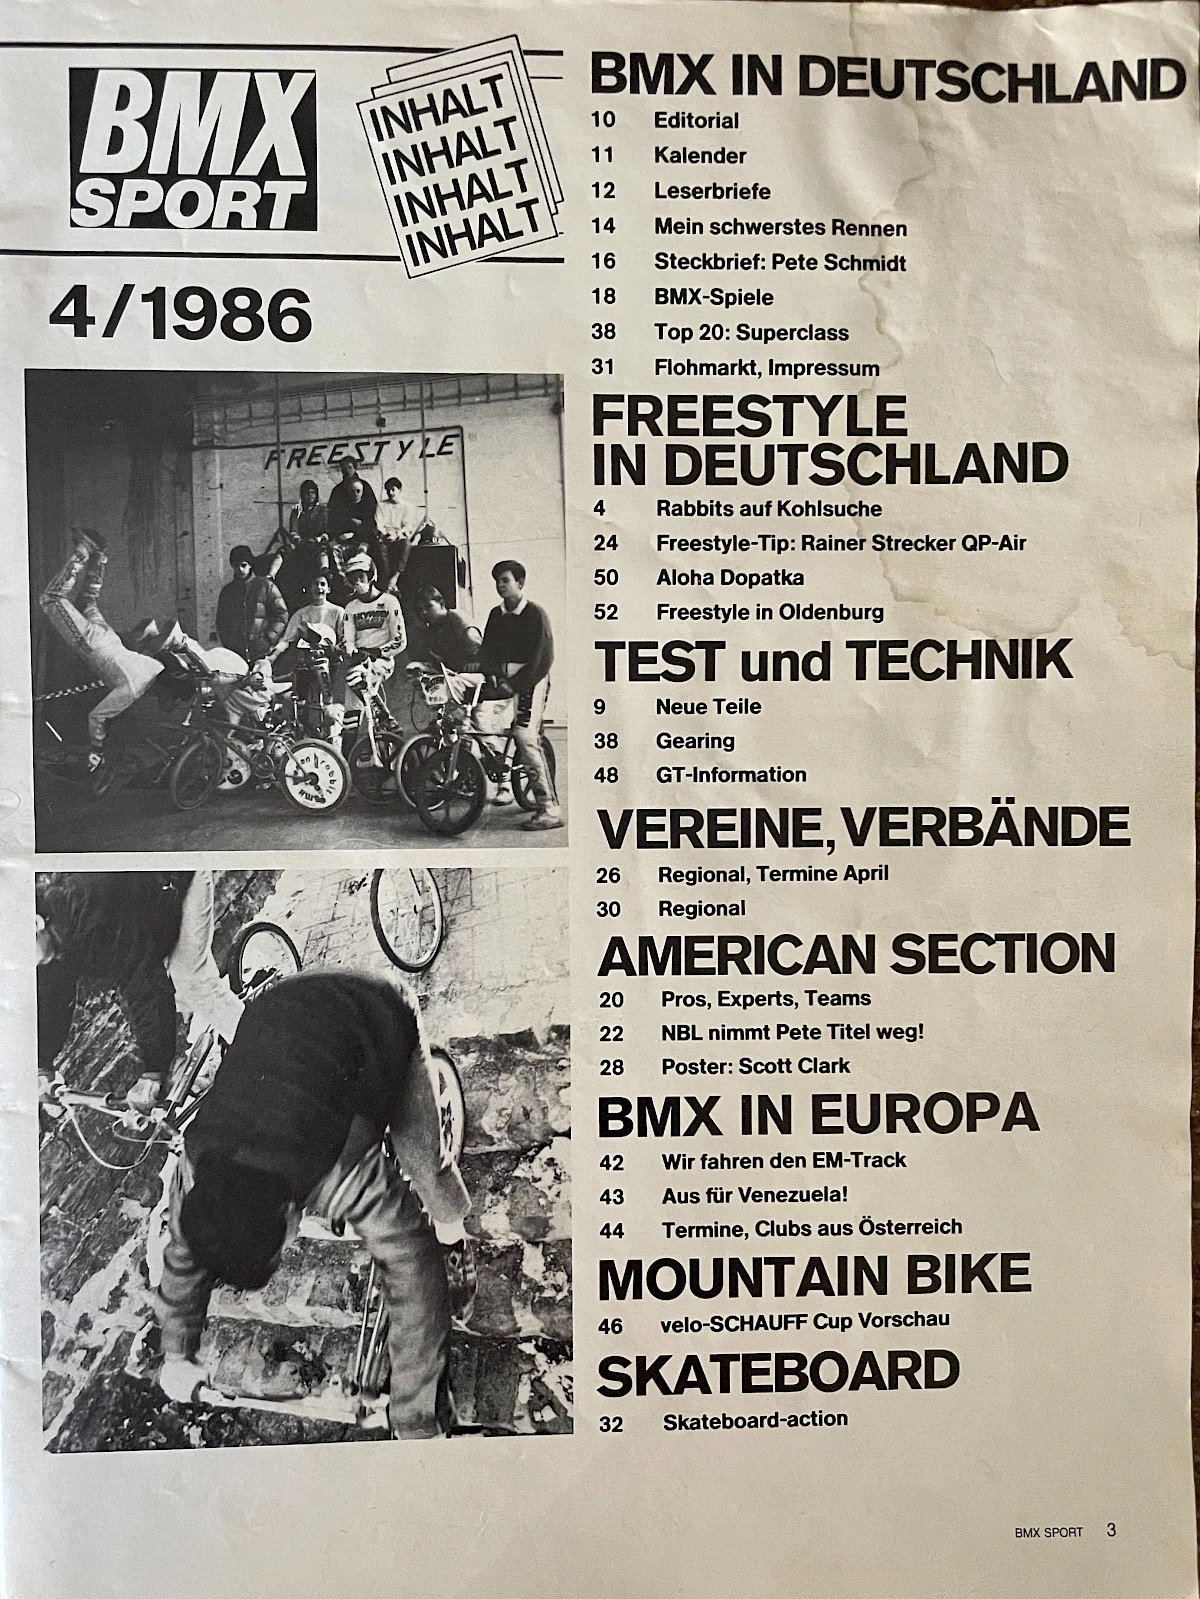 BMX
SPORT
INHALT
INHALT
INHALT
INHALT
4/1986
FREESTYLE
BMX IN DEUTSCHLAND
10 Editorial
11 Kalender
12 Leserbriefe
14 Mein schwerstes Rennen
16 Steckbrief: Pete Schmidt
18 BMX-Spiele
38 Top 20: Superclass
31 Flohmarkt, Impressum
FREESTYLE
IN DEUTSCHLAND
4 Rabbits auf Kohlsuche
24 Freestyle-Tip: Rainer Strecker QP-Air
50 Aloha Dopatka
52 Freestyle in Oldenburg
TEST und TECHNIK
9 Neue Teile
38 Gearing
48 GT-Information
VEREINE, VERBÄNDE
26 Regional, Termine April
30 Regional
AMERICAN SECTION
20 Pros, Experts, Teams
22 NBL nimmt Pete Titel weg!
28 Poster: Scott Clark
BMX IN EUROPA
42 Wir fahren den EM-Track
43 Aus für Venezuela!
44 Termine, Clubs aus Österreich
MOUNTAIN BIKE
46 velo-SCHAUFF Cup Vorschau
SKATEBOARD
32 Skateboard-action
BMX SPORT 3